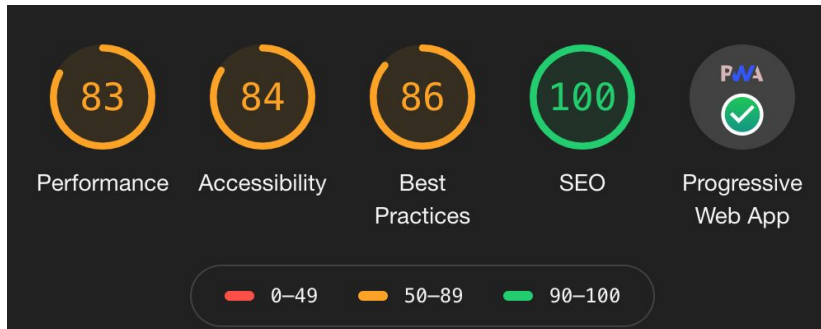 83 84 86 100 PWA
Performance Accessibility Best Practices SEO Progressive Web App
0–49 50–89 90–100